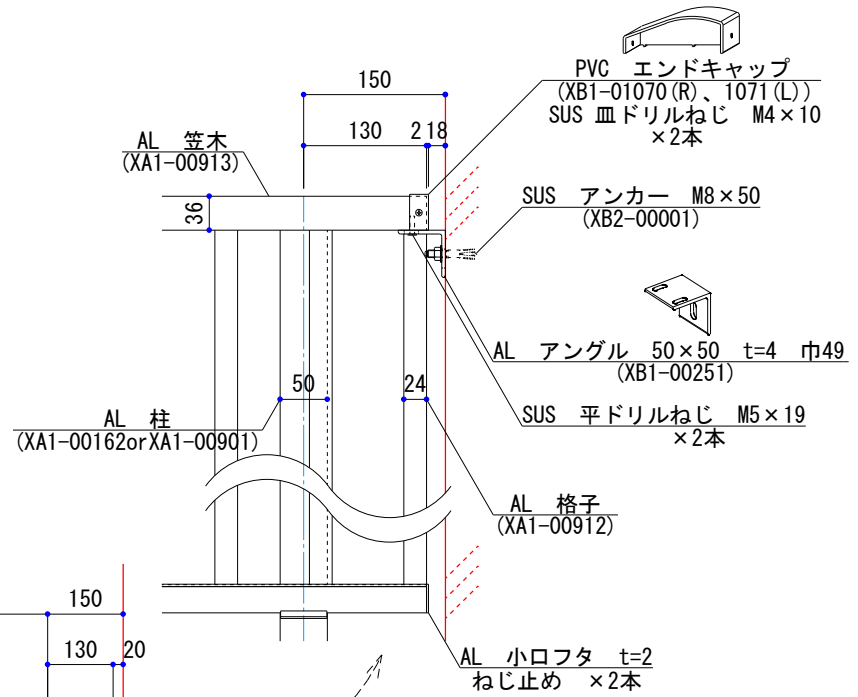 PVC エンドキャップ
(XB1-01070(R)、1071(L))
SUS 皿ドリルねじ M4×10
×2本
150
130
2
18
AL 笠木
(XA1-00913)
36
SUS アンカー M8×50
(XB2-00001)
AL アングル 50×50 t=4 巾49
(XB1-00251)
50
24
SUS 平ドリルねじ M5×19
×2本
AL 柱
(XA1-00162orXA1-00901)
AL 格子
(XA1-00912)
150
130
20
AL 小口フタ t=2
ねじ止め ×2本